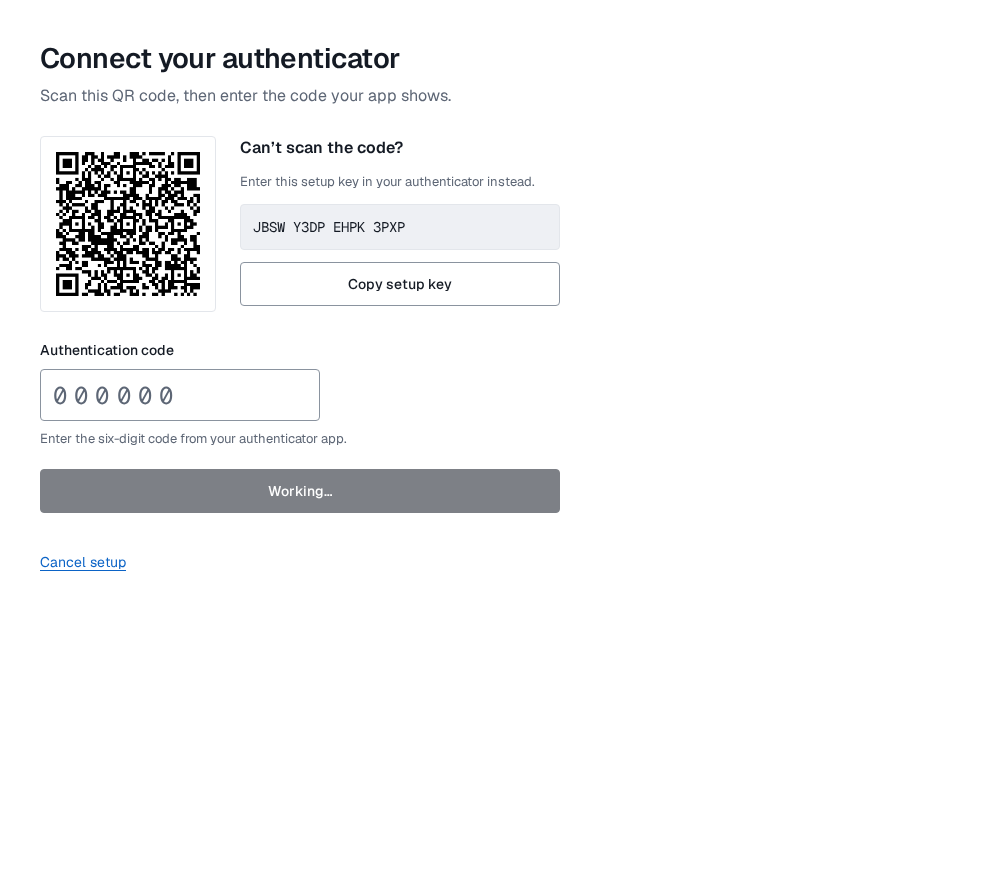 Connect your authenticator
Scan this QR code, then enter the code your app shows.
Can’t scan the code?
Enter this setup key in your authenticator instead.
JBSW Y3DP EHPK 3PXP
Copy setup key
Authentication code
000000
Enter the six-digit code from your authenticator app.
Working…
Cancel setup